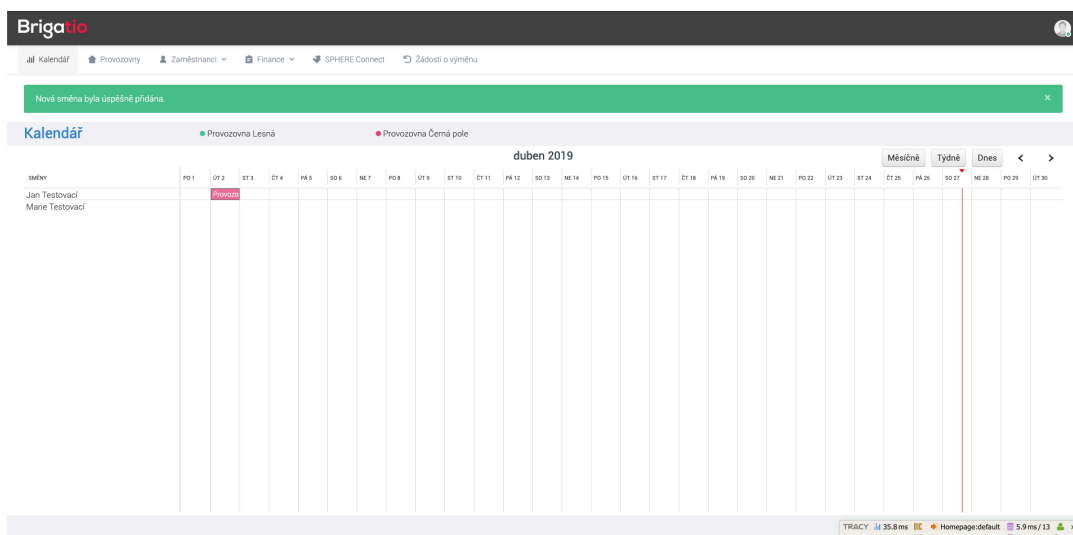 Brigatio
Kalendář Provozovny Zaměstnanci Finance SPHERE Connect Žádosti o výměnu
Nová směna byla úspěšně přidána. ×
Kalendář Provozovna Lesná Provozovna Černá pole
duben 2019 Měsíčně Týdně Dnes
SMĚNY PO 1 ÚT 2 ST 3 ČT 4 PÁ 5 SO 6 NE 7 PO 8 ÚT 9 ST 10 ČT 11 PÁ 12 SO 13 NE 14 PO 15 ÚT 16 ST 17 ČT 18 PÁ 19 SO 20 NE 21 PO 22 ÚT 23 ST 24 ČT 25 PÁ 26 SO 27 NE 28 PO 29 ÚT 30
Jan Testovací Provozo
Marie Testovací
TRACY 35.8 ms Homepage:default 5.9 ms / 13